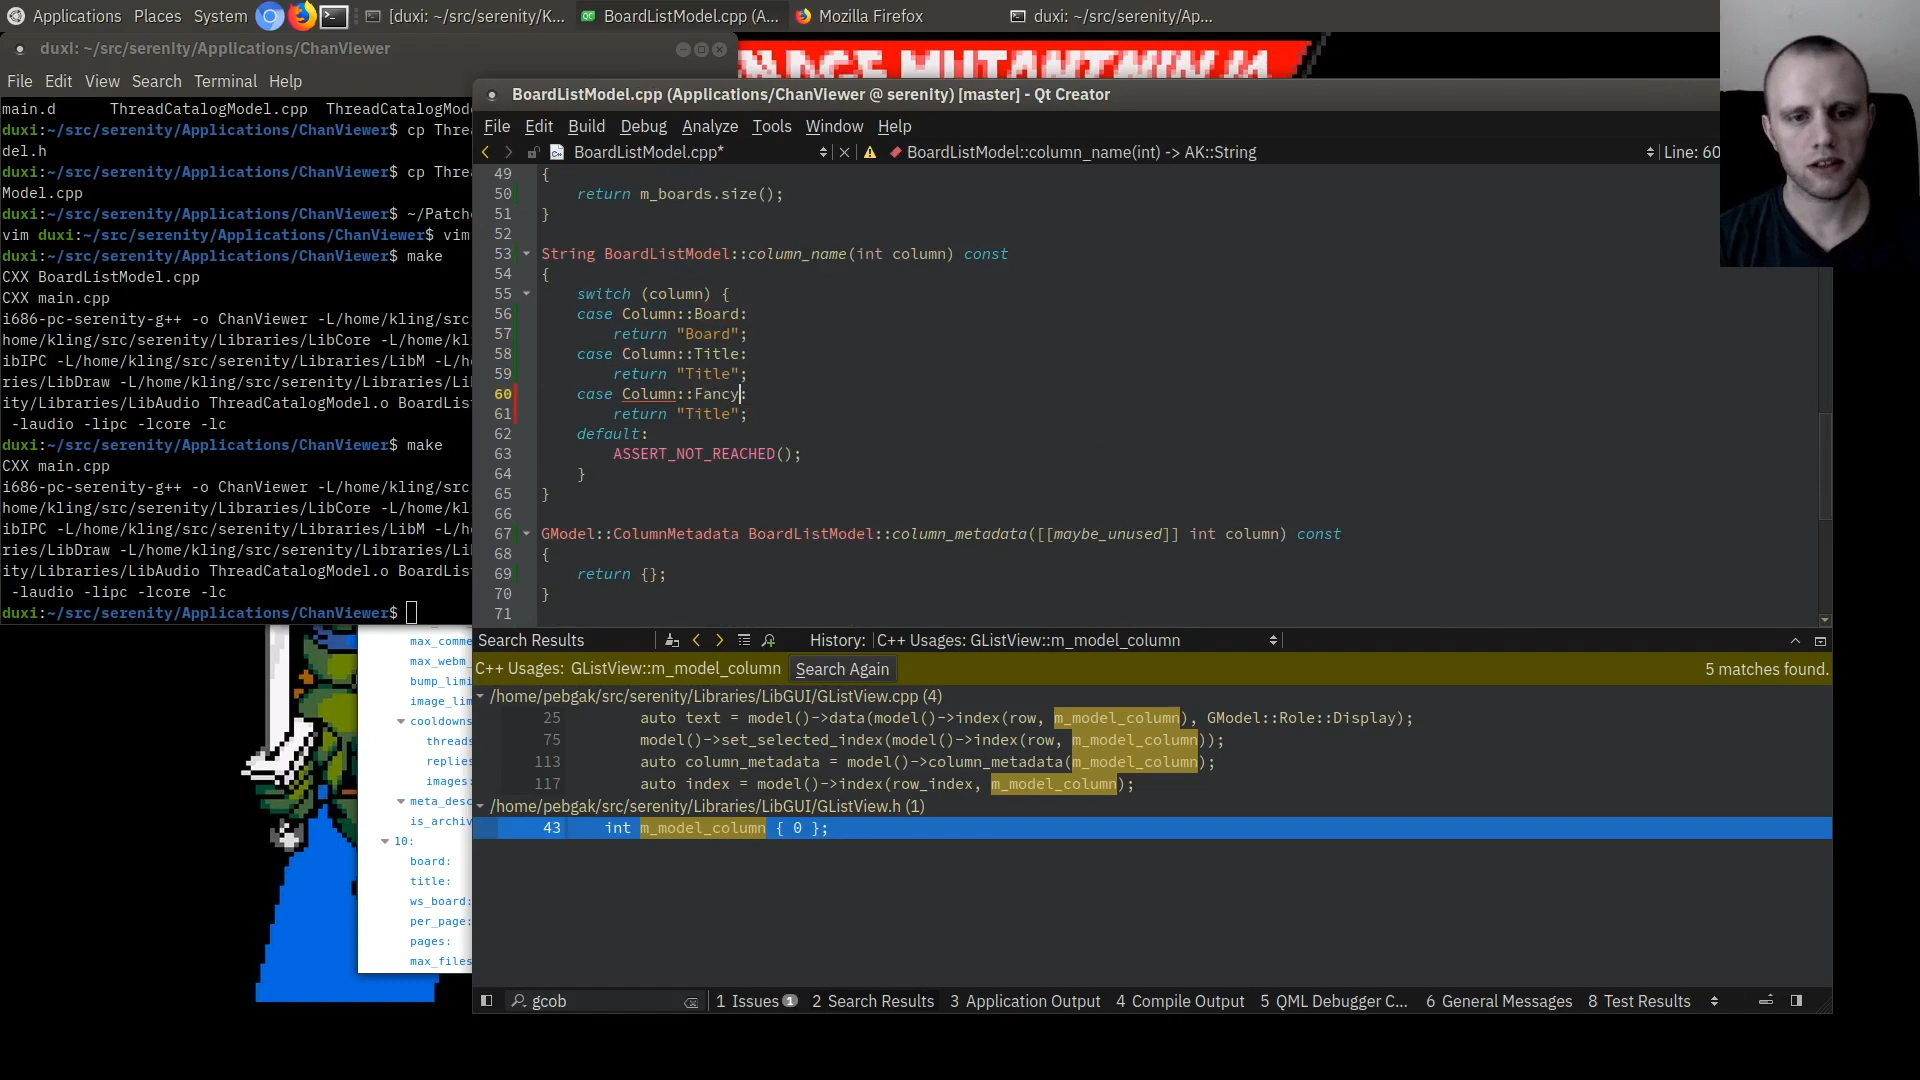 Applications Places System [duxi: ~/src/serenity/K... BoardListModel.cpp (A... Mozilla Firefox duxi: ~/src/serenity/Ap...
duxi: ~/src/serenity/Applications/ChanViewer
File Edit View Search Terminal Help
main.d ThreadCatalogModel.cpp ThreadCatalogMod
duxi:~/src/serenity/Applications/ChanViewer$ cp Thre
del.h
duxi:~/src/serenity/Applications/ChanViewer$ cp Thre
Model.cpp
duxi:~/src/serenity/Applications/ChanViewer$ ~/Patch
vim duxi:~/src/serenity/Applications/ChanViewer$ vim
duxi:~/src/serenity/Applications/ChanViewer$ make
CXX BoardListModel.cpp
CXX main.cpp
i686-pc-serenity-g++ -o ChanViewer -L/home/kling/src
home/kling/src/serenity/Libraries/LibCore -L/home/kl
ibIPC -L/home/kling/src/serenity/Libraries/LibM -L/h
ries/LibDraw -L/home/kling/src/serenity/Libraries/Li
ity/Libraries/LibAudio ThreadCatalogModel.o BoardLis
-laudio -lipc -lcore -lc
duxi:~/src/serenity/Applications/ChanViewer$ make
CXX main.cpp
i686-pc-serenity-g++ -o ChanViewer -L/home/kling/src
home/kling/src/serenity/Libraries/LibCore -L/home/kl
ibIPC -L/home/kling/src/serenity/Libraries/LibM -L/h
ries/LibDraw -L/home/kling/src/serenity/Libraries/Li
ity/Libraries/LibAudio ThreadCatalogModel.o BoardLis
-laudio -lipc -lcore -lc
duxi:~/src/serenity/Applications/ChanViewer$
max_comme
max_webm_
bump_limi
image_lim
cooldowns
threads
replies
images:
meta_desc
is_archiv
10:
board:
title:
ws_board:
per_page:
pages:
max_files
BoardListModel.cpp (Applications/ChanViewer @ serenity) [master] - Qt Creator
File Edit Build Debug Analyze Tools Window Help
BoardListModel.cpp* BoardListModel::column_name(int) -> AK::String Line: 60
49 {
50 return m_boards.size();
51 }
52
53 String BoardListModel::column_name(int column) const
54 {
55 switch (column) {
56 case Column::Board:
57 return "Board";
58 case Column::Title:
59 return "Title";
60 case Column::Fancy:
61 return "Title";
62 default:
63 ASSERT_NOT_REACHED();
64 }
65 }
66
67 GModel::ColumnMetadata BoardListModel::column_metadata([[maybe_unused]] int column) const
68 {
69 return {};
70 }
71
Search Results History: C++ Usages: GListView::m_model_column
C++ Usages: GListView::m_model_column Search Again 5 matches found.
/home/pebgak/src/serenity/Libraries/LibGUI/GListView.cpp (4)
25 auto text = model()->data(model()->index(row, m_model_column), GModel::Role::Display);
75 model()->set_selected_index(model()->index(row, m_model_column));
113 auto column_metadata = model()->column_metadata(m_model_column);
117 auto index = model()->index(row_index, m_model_column);
/home/pebgak/src/serenity/Libraries/LibGUI/GListView.h (1)
43 int m_model_column { 0 };
gcob 1 Issues 1 2 Search Results 3 Application Output 4 Compile Output 5 QML Debugger C... 6 General Messages 8 Test Results